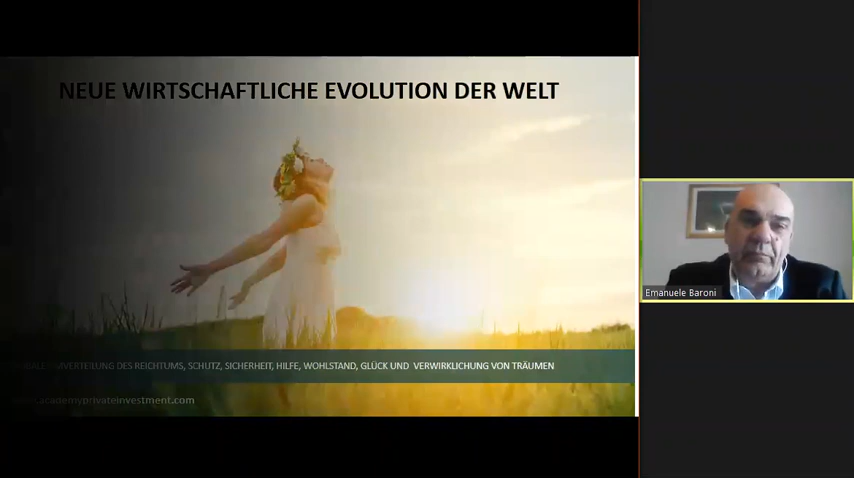 NEUE WIRTSCHAFTLICHE EVOLUTION DER WELT
DES REICHTUMS, SCHUTZ, SICHERHEIT, HILFE, WOHLSTAND, GLÜCK UND VERWIRKLICHUNG VON TRÄUMEN
academyprivateinvestment.com
Emanuele Baroni